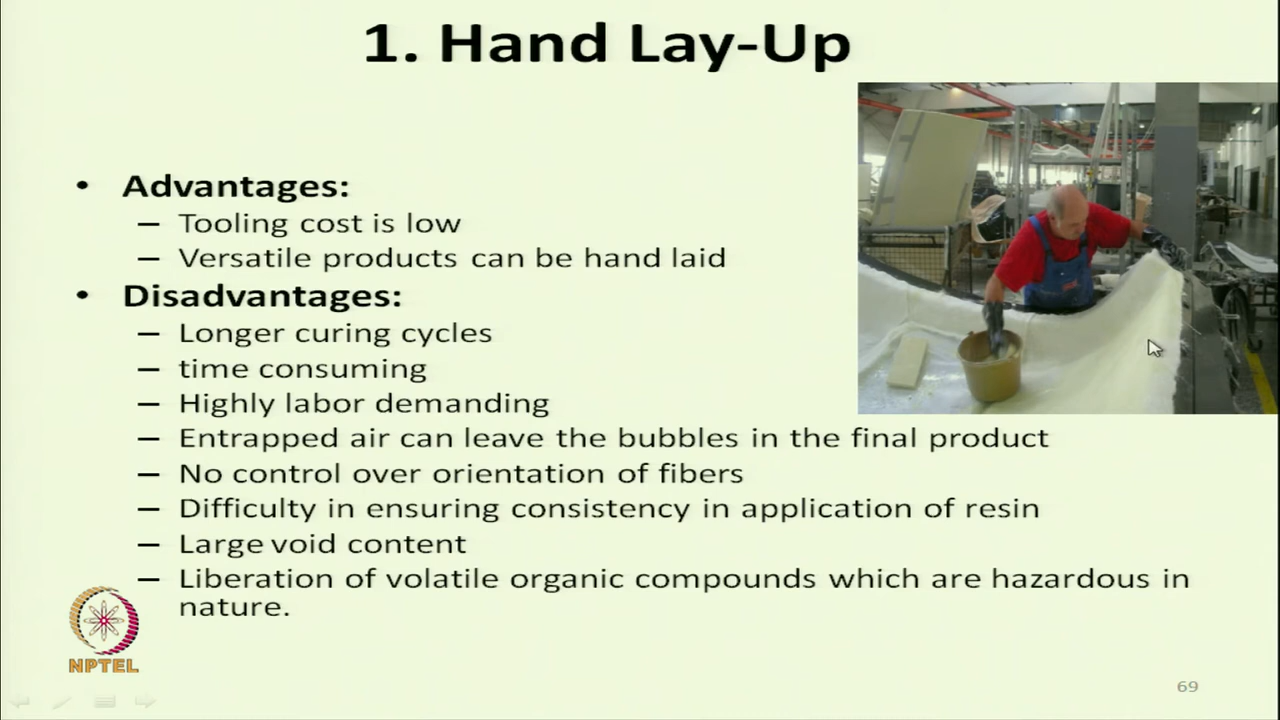 1. Hand Lay-Up
• Advantages:
– Tooling cost is low
– Versatile products can be hand laid
• Disadvantages:
– Longer curing cycles
– time consuming
– Highly labor demanding
– Entrapped air can leave the bubbles in the final product
– No control over orientation of fibers
– Difficulty in ensuring consistency in application of resin
– Large void content
– Liberation of volatile organic compounds which are hazardous in
nature.
NPTEL
69